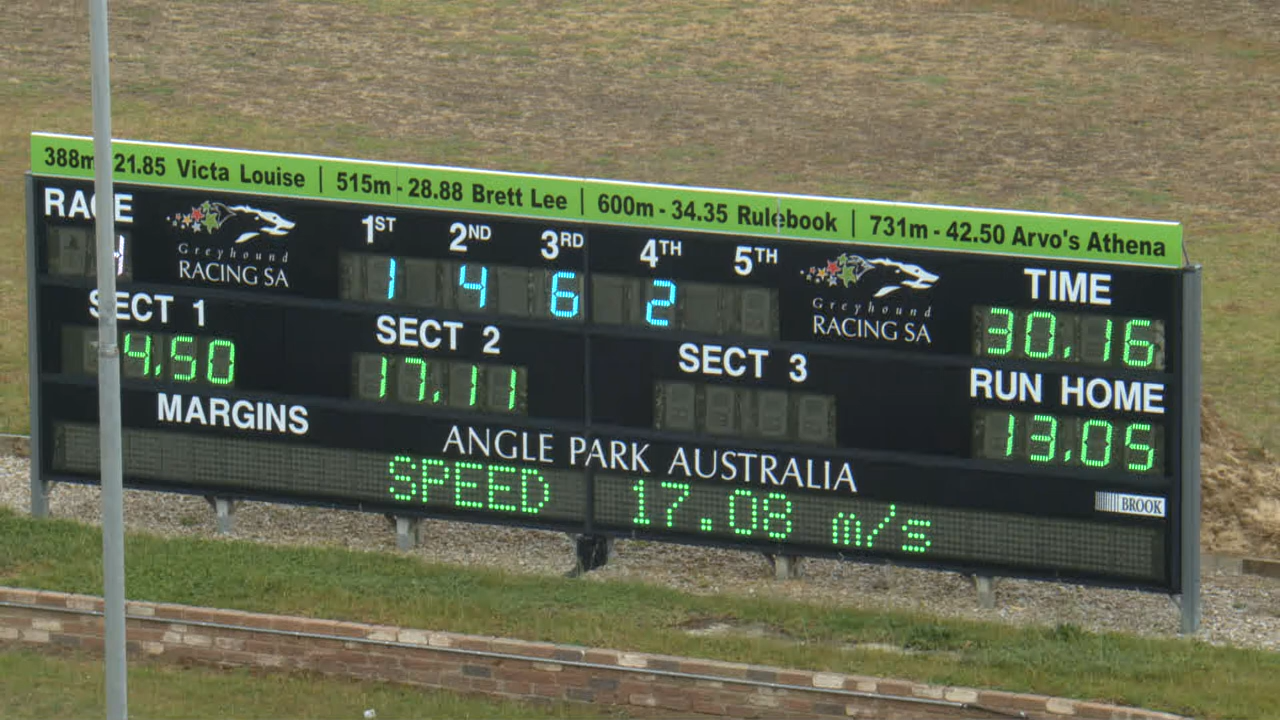 388m 21.85 Victa Louise | 515m - 28.88 Brett Lee | 600m - 34.35 Rulebook | 731m - 42.50 Arvo's Athena
RACE 4
Greyhound
RACING SA
1ST 2ND 3RD 4TH 5TH
1 4 6 2
Greyhound
RACING SA
TIME
30.16
SECT 1
4.50
SECT 2
17.11
SECT 3
RUN HOME
13.05
MARGINS
ANGLE PARK AUSTRALIA
BROOK
SPEED 17.08 m/s